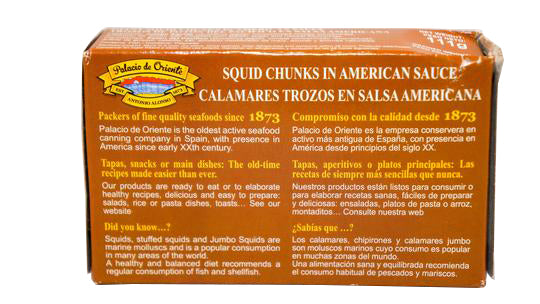 NET WEIGHT:
PESO NETO:
111g
Palacio de Oriente
EST 1873
ANTONIO ALONSO
SQUID CHUNKS IN AMERICAN SAUCE
CALAMARES TROZOS EN SALSA AMERICANA
Packers of fine quality seafoods since 1873
Palacio de Oriente is the oldest active seafood
canning company in Spain, with presence in
America since early XXth century.
Tapas, snacks or main dishes: The old-time
recipes made easier than ever.
Our products are ready to eat or to elaborate
healthy recipes, delicious and easy to prepare:
salads, rice or pasta dishes, toasts... See our
website
Did you know...?
Squids, stuffed squids and Jumbo Squids are
marine molluscs and is a popular consumption
in many areas of the world.
A healthy and balanced diet recommends a
regular consumption of fish and shellfish.
Compromiso con la calidad desde 1873
Palacio de Oriente es la empresa conservera en
activo más antigua de España, con presencia en
América desde principios del siglo XX.
Tapas, aperitivos o platos principales: Las
recetas de siempre más sencillas que nunca.
Nuestros productos están listos para consumir o
para elaborar recetas sanas, fáciles de preparar
y deliciosas: ensaladas, platos de pasta o arroz,
montaditos... Consulte nuestra web
¿Sabías que ...?
Los calamares, chipirones y calamares jumbo
son moluscos marinos cuyo consumo es popular
en muchas zonas del mundo.
Una alimentación sana y equilibrada recomienda
el consumo habitual de pescados y mariscos.